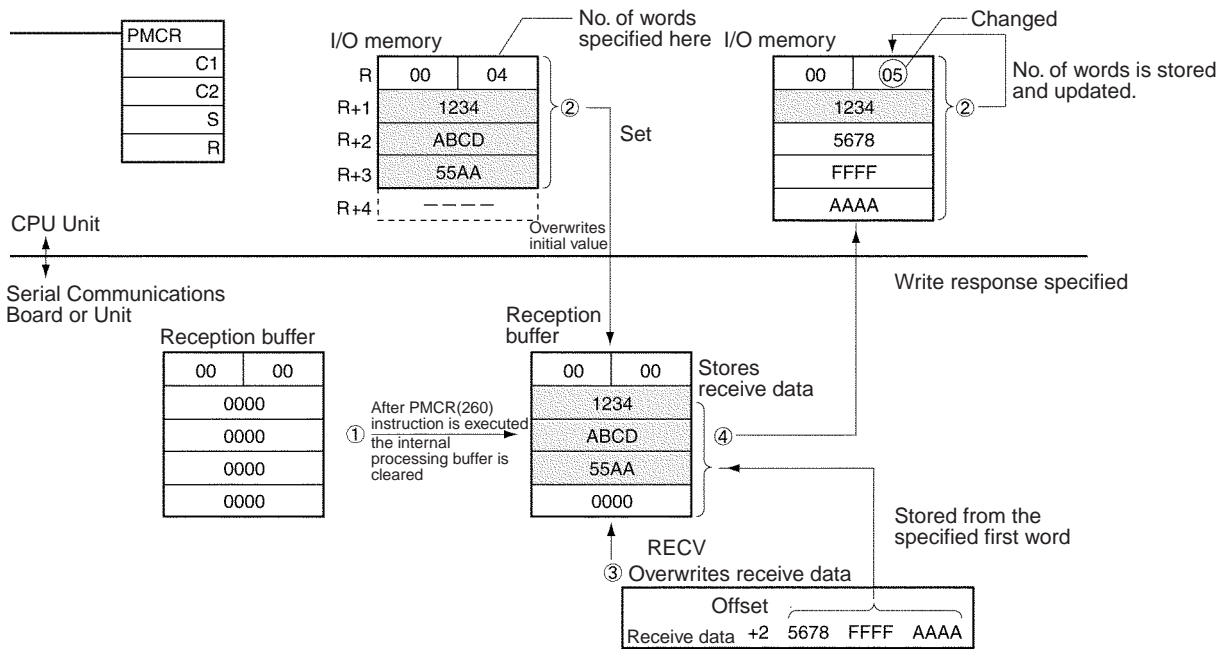 PMCR
C1
C2
S
R
I/O memory
No. of words
specified here
R 00 04
R+1 1234
R+2 ABCD
R+3 55AA
R+4 ----
②
Set
Overwrites
initial value
I/O memory
Changed
00 05
1234
5678
FFFF
AAAA
②
No. of words is stored
and updated.
CPU Unit
Serial Communications
Board or Unit
Write response specified
Reception buffer
00 00
0000
0000
0000
0000
①
After PMCR(260)
instruction is executed
the internal
processing buffer is
cleared
Reception
buffer
00 00
1234
ABCD
55AA
0000
Stores
receive data
④
Stored from the
specified first word
RECV
③ Overwrites receive data
Offset
Receive data +2 5678 FFFF AAAA